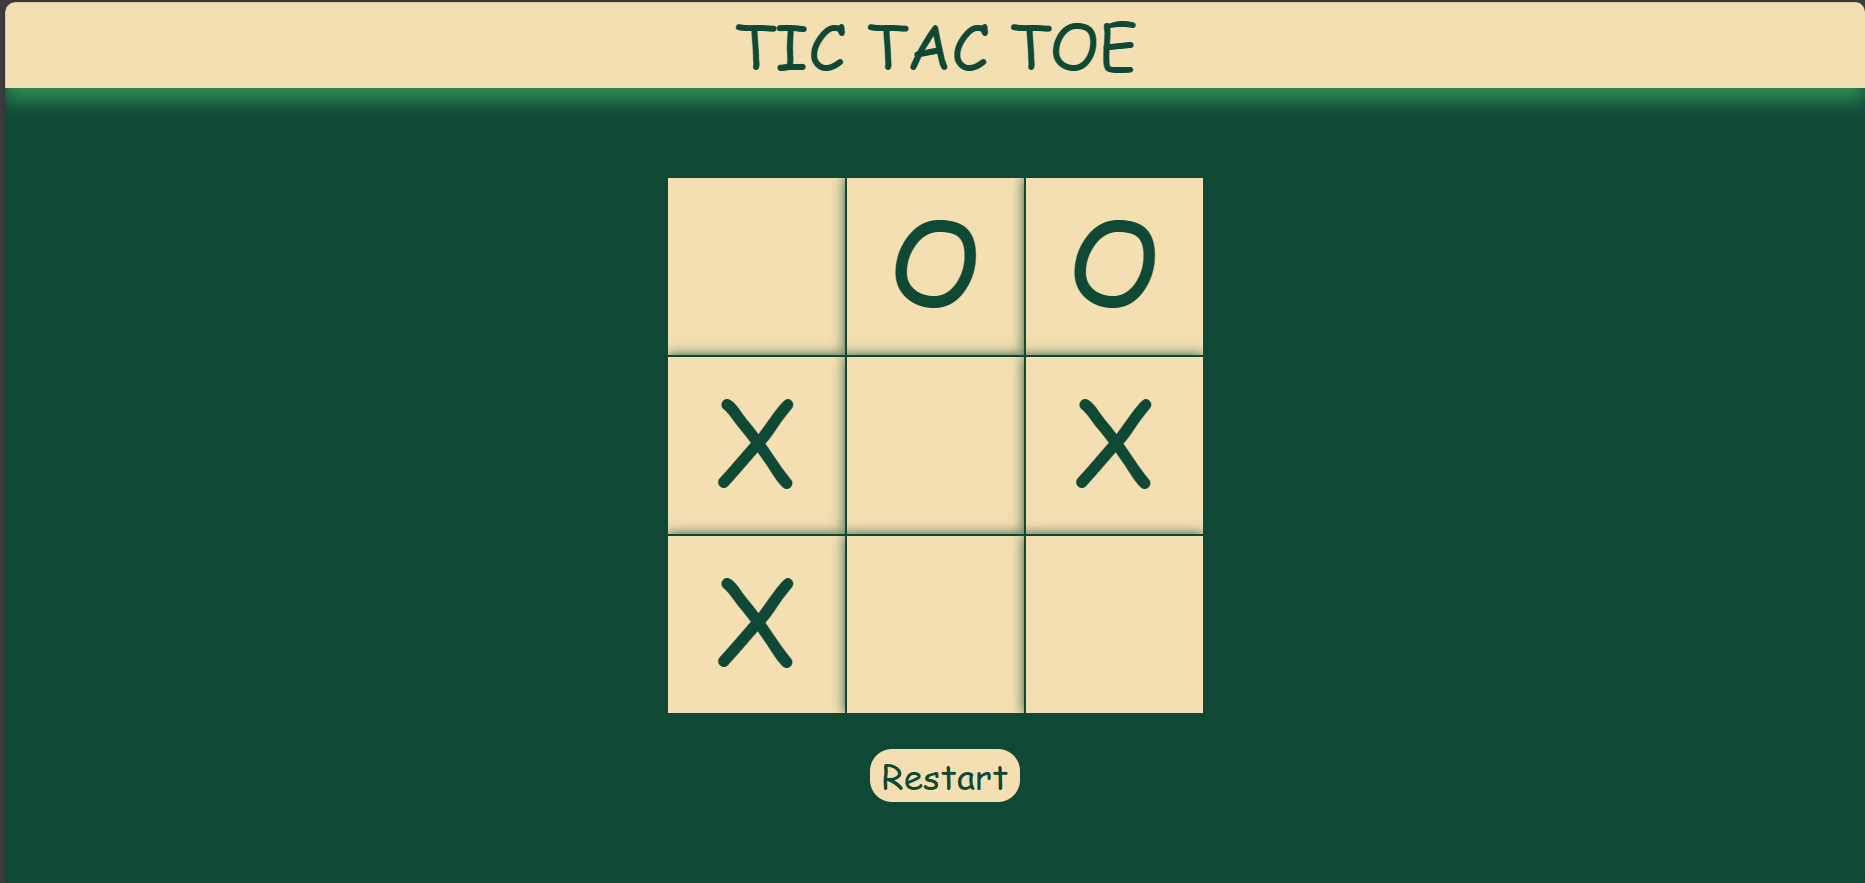 TIC TAC TOE
O O
X X
X
Restart